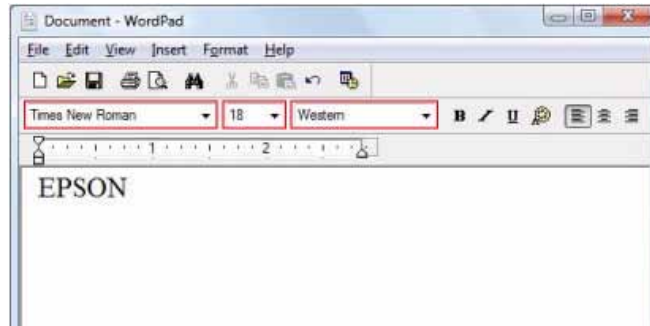 Document - WordPad
File Edit View Insert Format Help
Times New Roman 18 Western B I U
1 2
EPSON